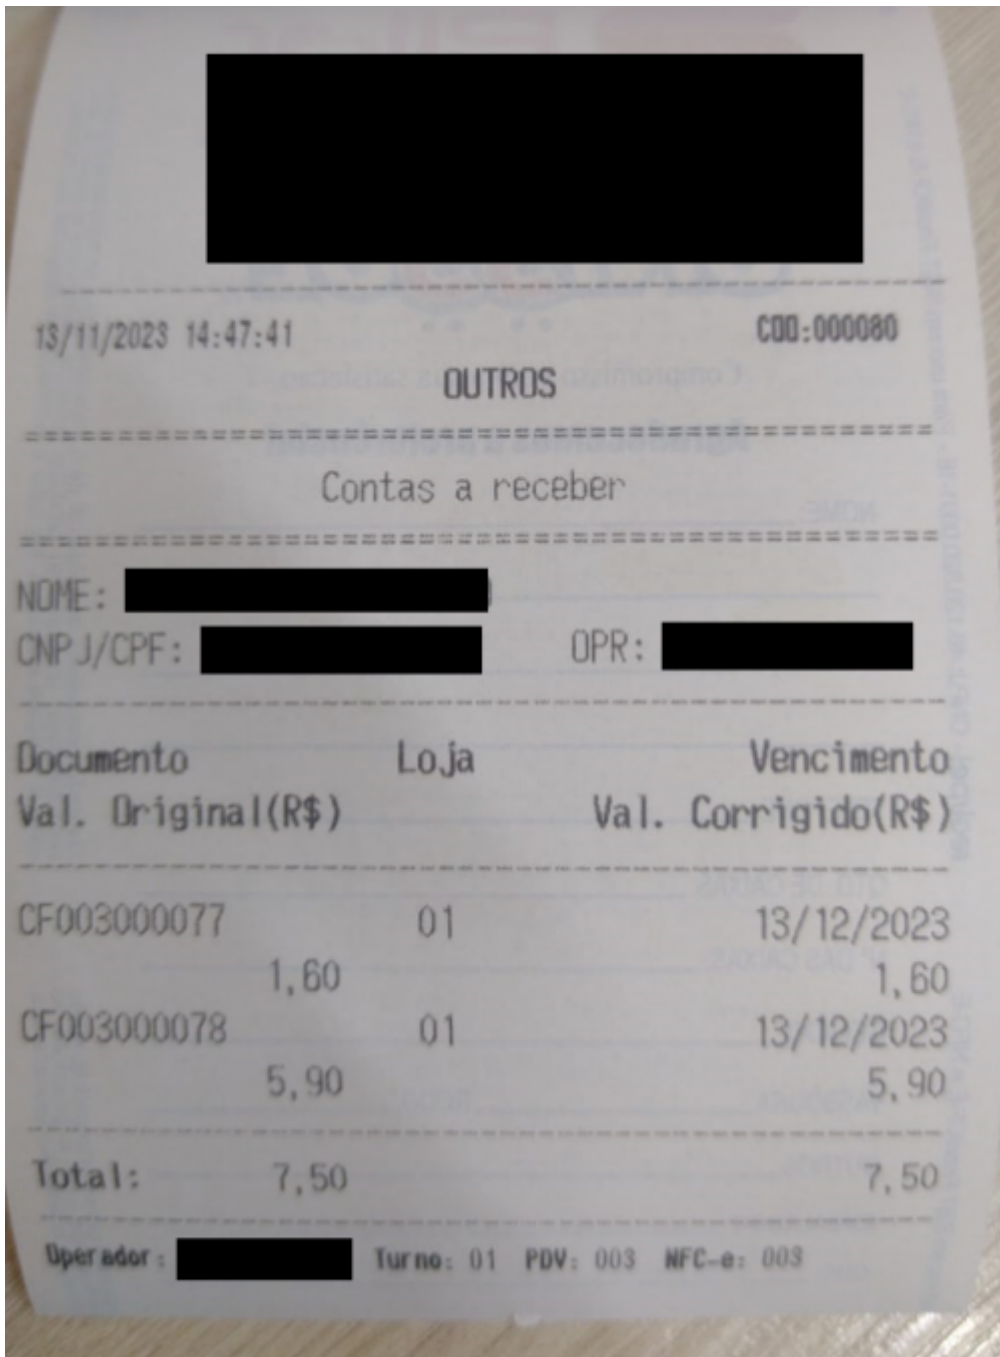 13/11/2023 14:47:41 COO:000080
OUTROS
================================================
Contas a receber
================================================
NOME:
CNPJ/CPF: OPR:
Documento Loja Vencimento
Val. Original(R$) Val. Corrigido(R$)
CF003000077 01 13/12/2023
1,60 1,60
CF003000078 01 13/12/2023
5,90 5,90
Total: 7,50 7,50
Operador: Turno: 01 PDV: 003 NFC-e: 003